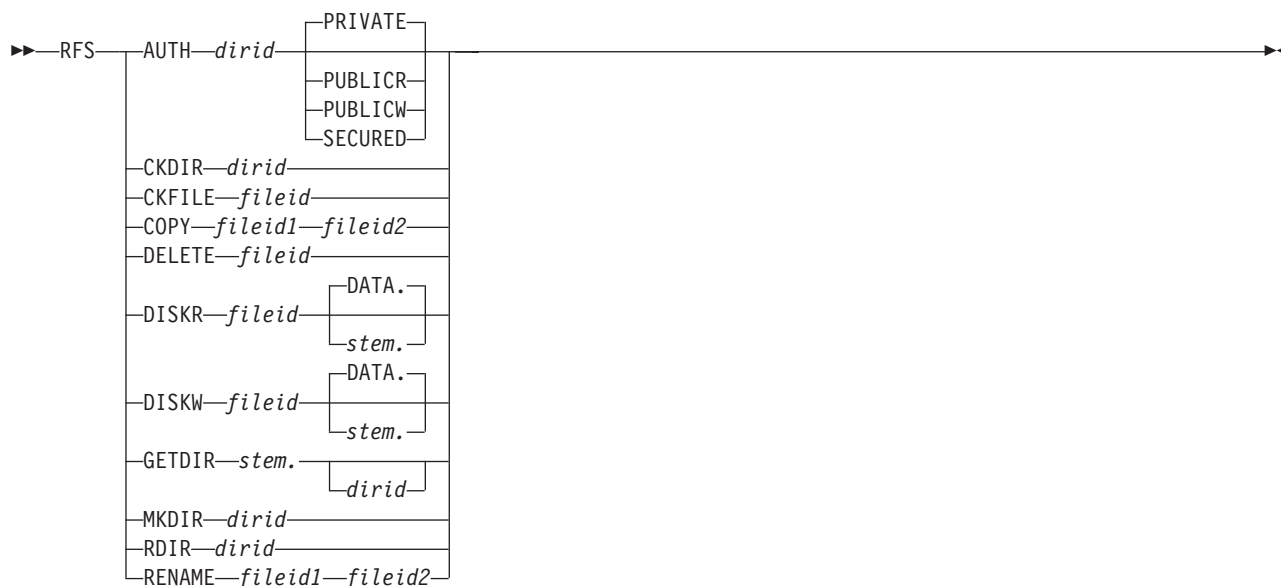 PRIVATE
RFS AUTH dirid
PUBLICR
PUBLICW
SECURED
CKDIR dirid
CKFILE fileid
COPY fileid1 fileid2
DELETE fileid
DATA.
DISKR fileid
stem.
DATA.
DISKW fileid
stem.
GETDIR stem.
dirid
MKDIR dirid
RDIR dirid
RENAME fileid1 fileid2